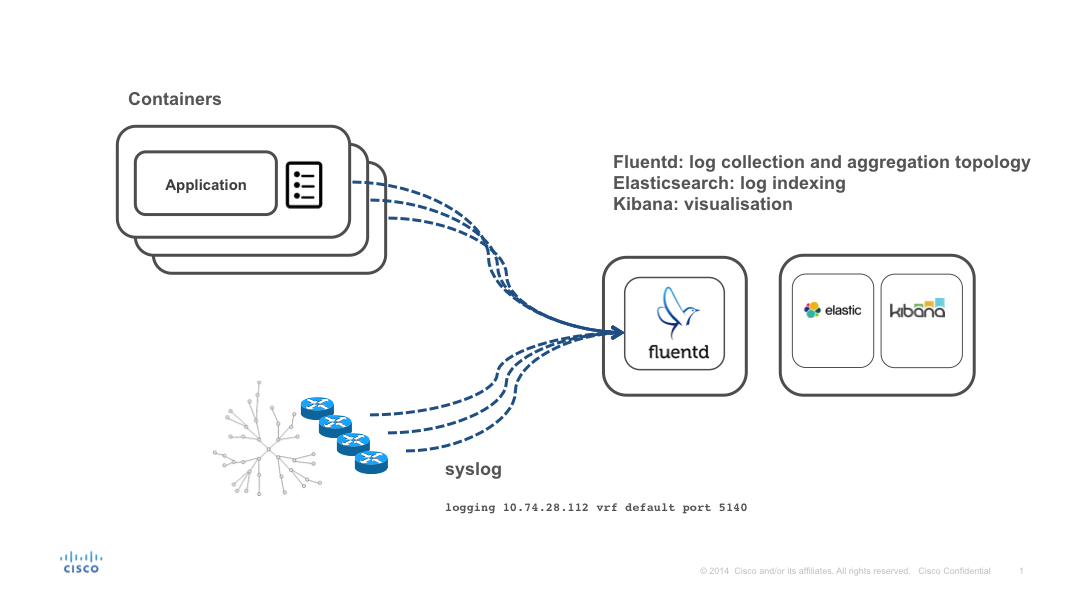 Containers
Application
Fluentd: log collection and aggregation topology
Elasticsearch: log indexing
Kibana: visualisation
fluentd
elastic
kibana
syslog
logging 10.74.28.112 vrf default port 5140
CISCO
© 2014 Cisco and/or its affiliates. All rights reserved. Cisco Confidential 1